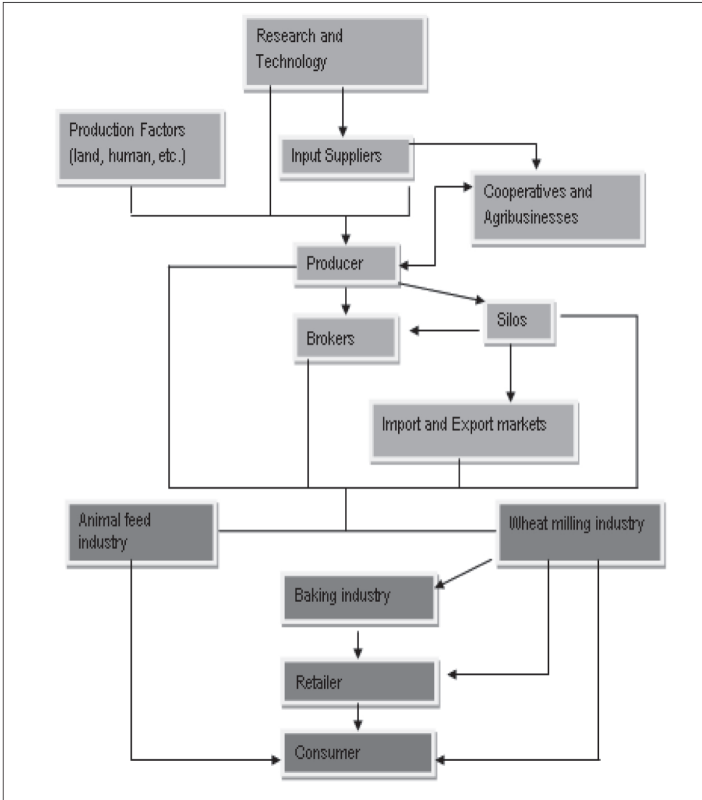 Research and
Technology
Production Factors
(land, human, etc.)
Input Suppliers
Cooperatives and
Agribusinesses
Producer
Silos
Brokers
Import and Export markets
Animal feed
industry
Wheat milling industry
Baking industry
Retailer
Consumer